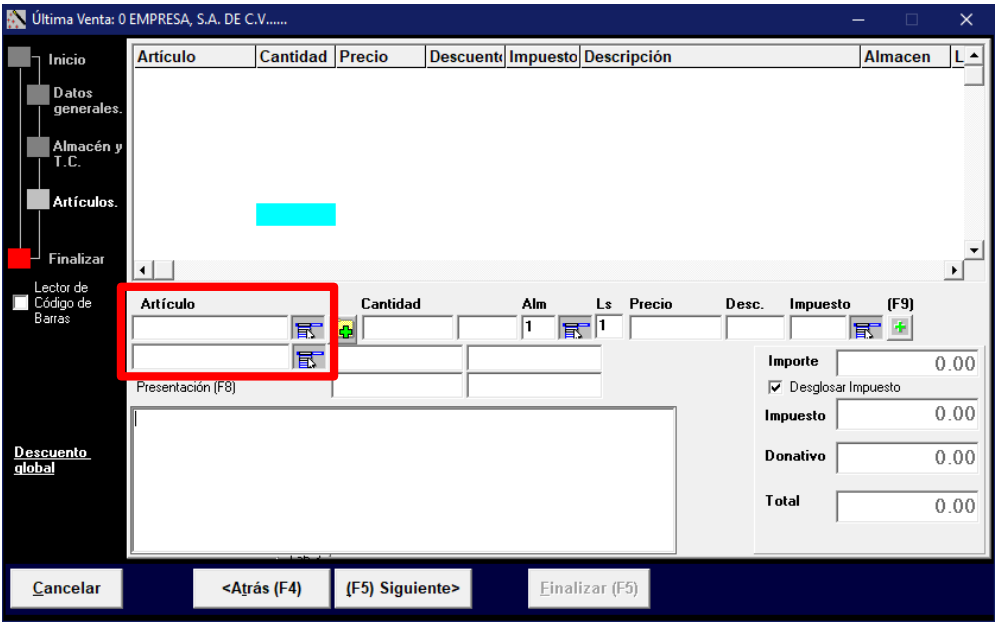 Última Venta: 0 EMPRESA, S.A. DE C.V......
Inicio
Datos
generales.
Almacén y
T.C.
Artículos.
Finalizar
Lector de
Código de
Barras
Descuento
global
Artículo Cantidad Precio Descuento Impuesto Descripción Almacen L
Artículo Cantidad Alm Ls Precio Desc. Impuesto (F9)
1 1
Presentación (F8)
Importe 0.00
Desglosar Impuesto
Impuesto 0.00
Donativo 0.00
Total 0.00
Cancelar <Atrás (F4) (F5) Siguiente> Finalizar (F5)